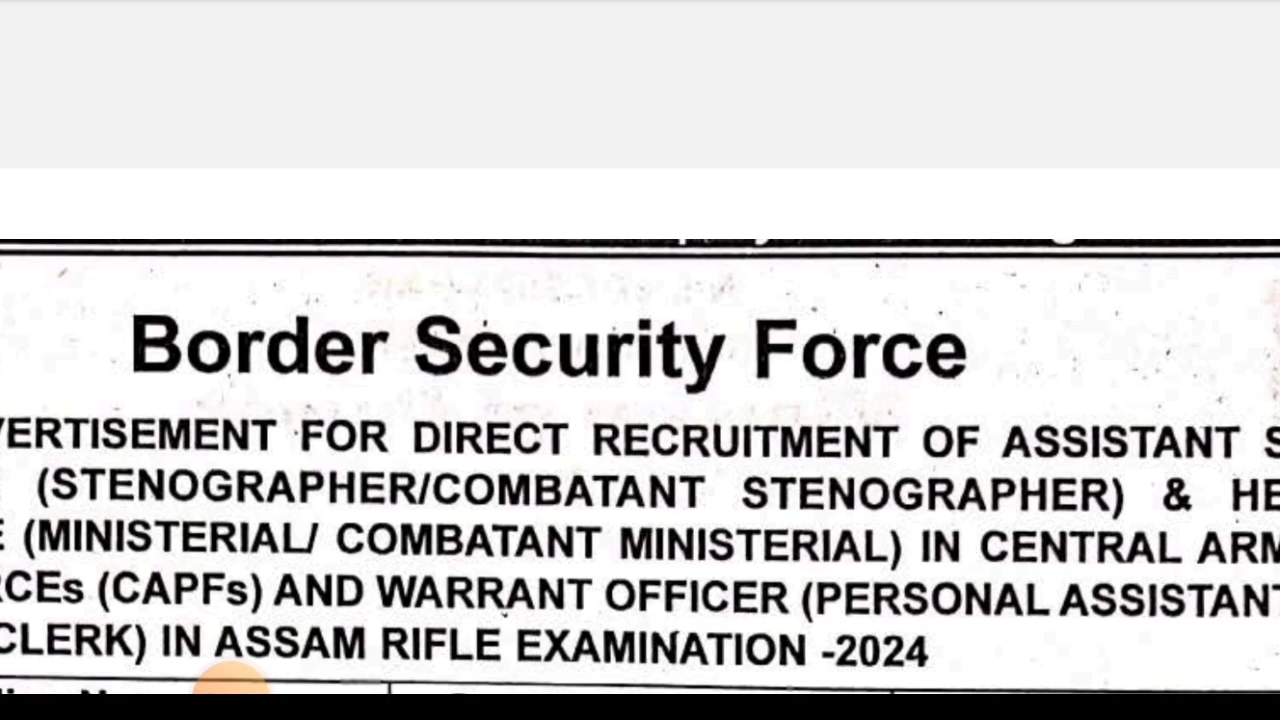 Border Security Force
VERTISEMENT FOR DIRECT RECRUITMENT OF ASSISTANT S
(STENOGRAPHER/COMBATANT STENOGRAPHER) & HE
E (MINISTERIAL/ COMBATANT MINISTERIAL) IN CENTRAL ARM
RCEs (CAPFs) AND WARRANT OFFICER (PERSONAL ASSISTANT
CLERK) IN ASSAM RIFLE EXAMINATION -2024